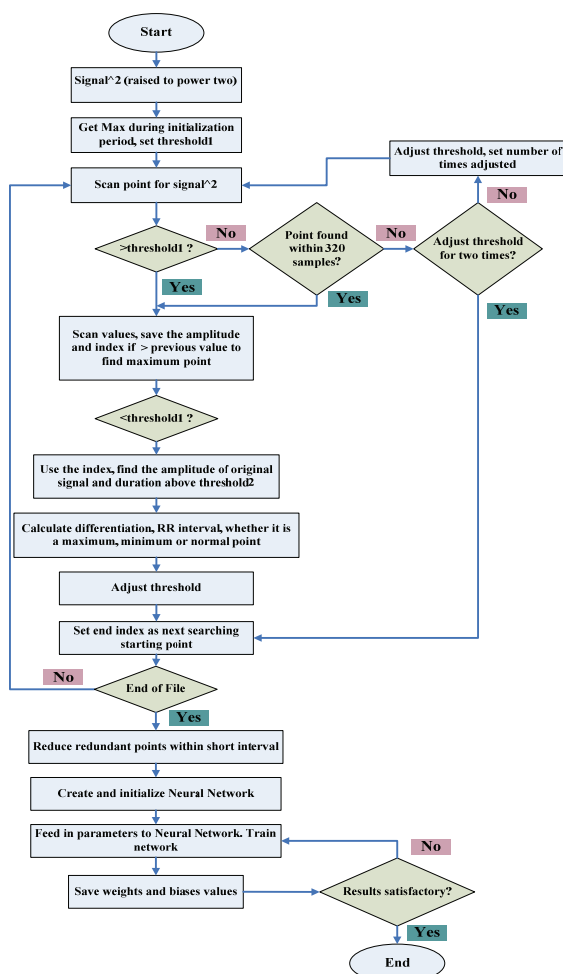 Start
Signal^2 (raised to power two)
Get Max during initialization
period, set threshold1
Adjust threshold, set number of
times adjusted
Scan point for signal^2
No
>threshold1 ?
No
Point found
within 320
samples?
No
Adjust threshold
for two times?
Yes
Yes
Yes
Scan values, save the amplitude
and index if > previous value to
find maximum point
<threshold1 ?
Use the index, find the amplitude of original
signal and duration above threshold2
Calculate differentiation, RR interval, whether it is
a maximum, minimum or normal point
Adjust threshold
Set end index as next searching
starting point
No
End of File
Yes
Reduce redundant points within short interval
Create and initialize Neural Network
Feed in parameters to Neural Network. Train
network
No
Save weights and biases values
Results satisfactory?
Yes
End